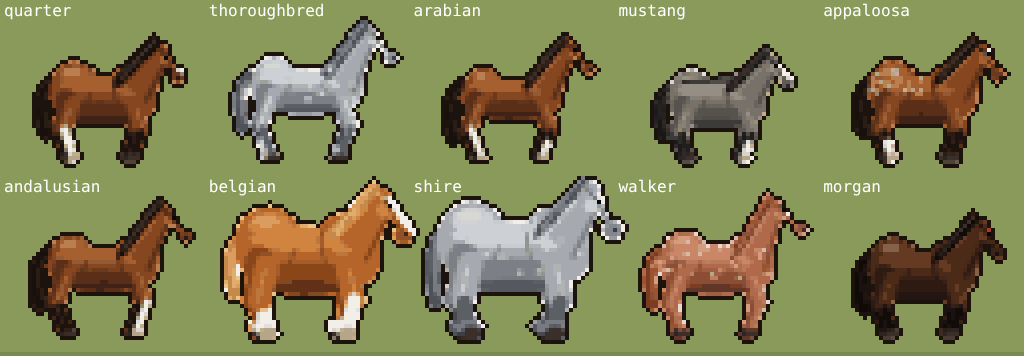 quarter
thoroughbred
arabian
mustang
appaloosa
andalusian
belgian
shire
walker
morgan